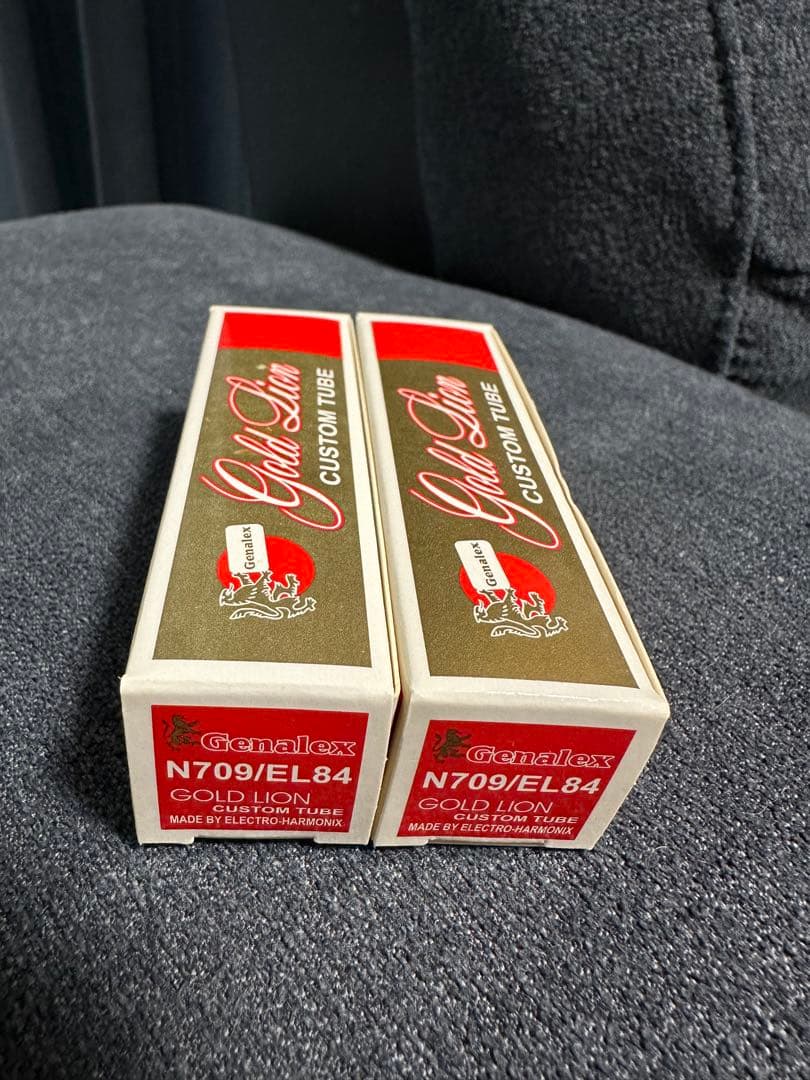 Gold Lion
CUSTOM TUBE
Genalex
Genalex
N709/EL84
GOLD LION
CUSTOM TUBE
MADE BY ELECTRO-HARMONIX
Gold Lion
CUSTOM TUBE
Genalex
Genalex
N709/EL84
GOLD LION
CUSTOM TUBE
MADE BY ELECTRO-HARMONIX